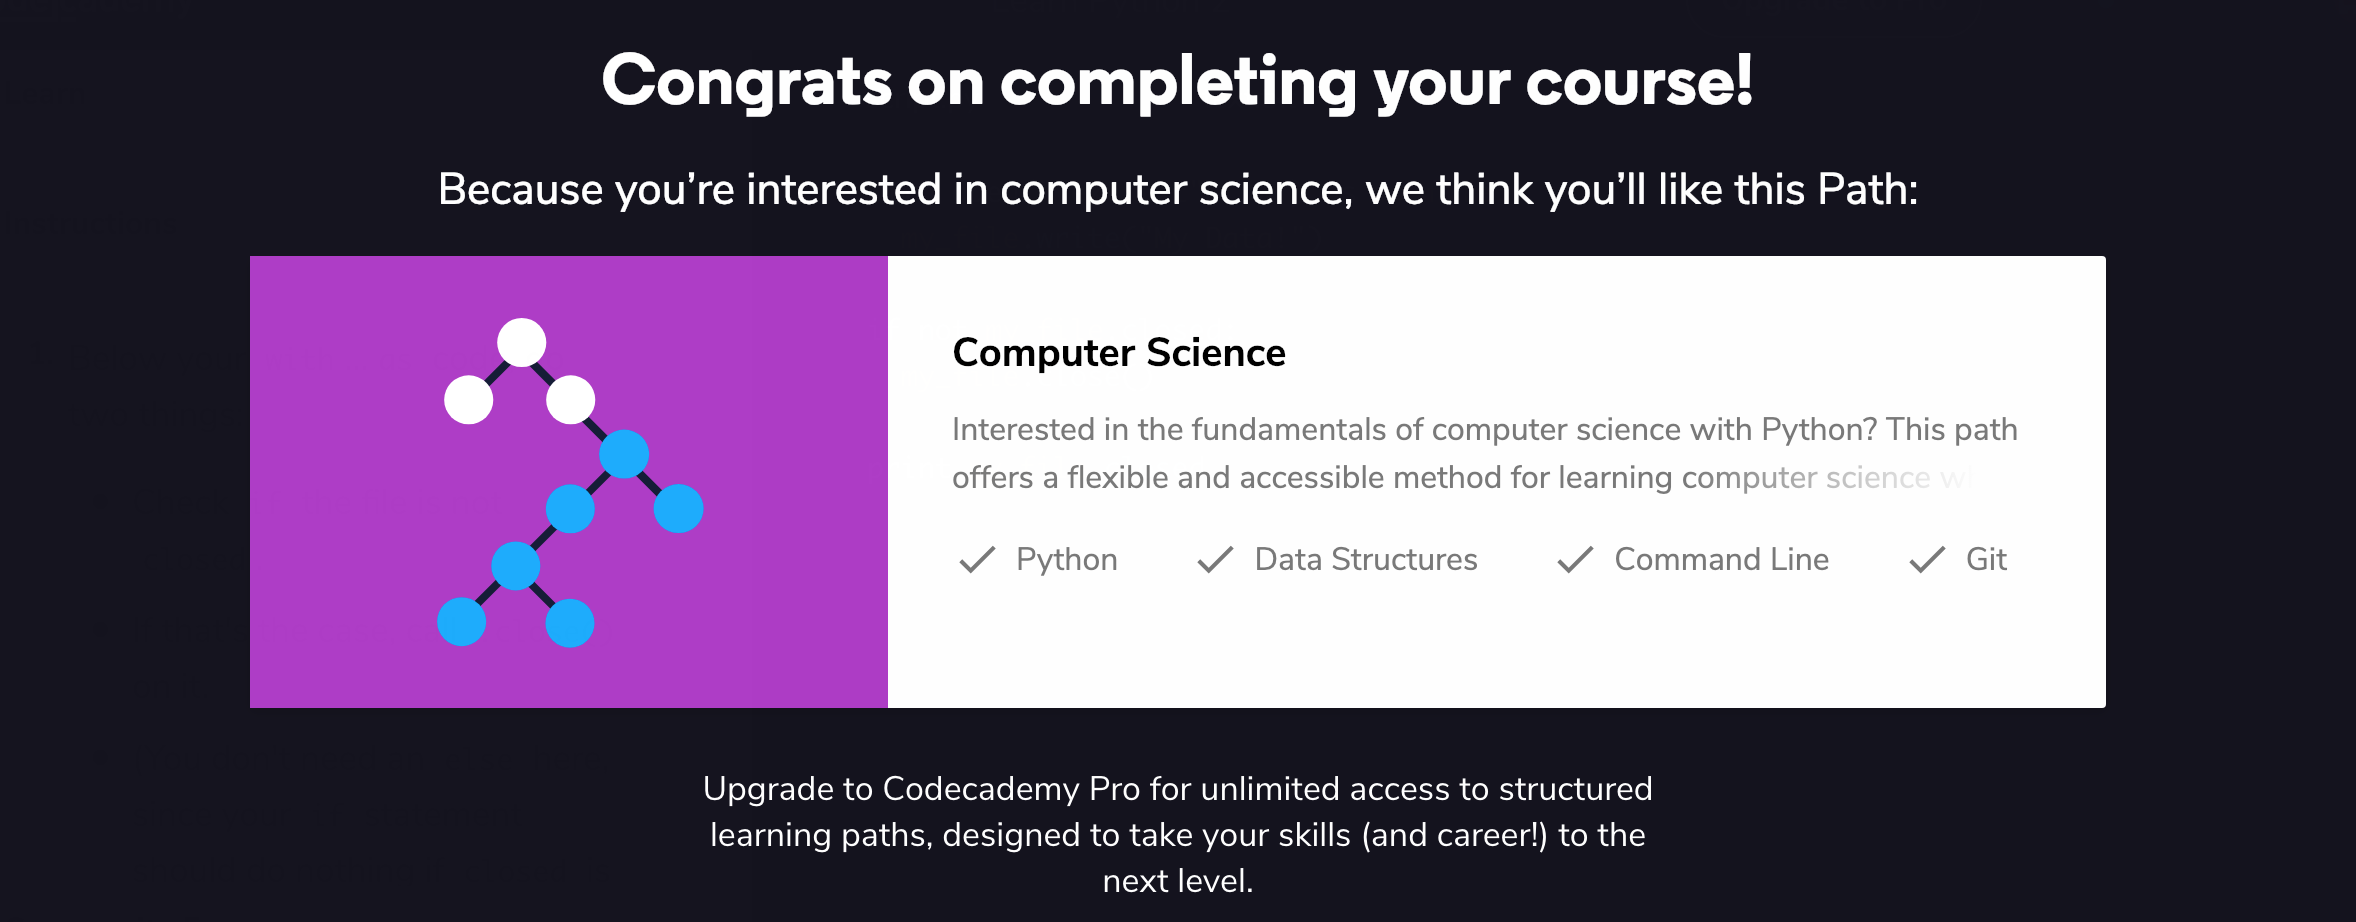 Congrats on completing your course!
Because you’re interested in computer science, we think you’ll like this Path:
Computer Science
Interested in the fundamentals of computer science with Python? This path
offers a flexible and accessible method for learning computer science
Python
Data Structures
Command Line
Git
Upgrade to Codecademy Pro for unlimited access to structured
learning paths, designed to take your skills (and career!) to the
next level.